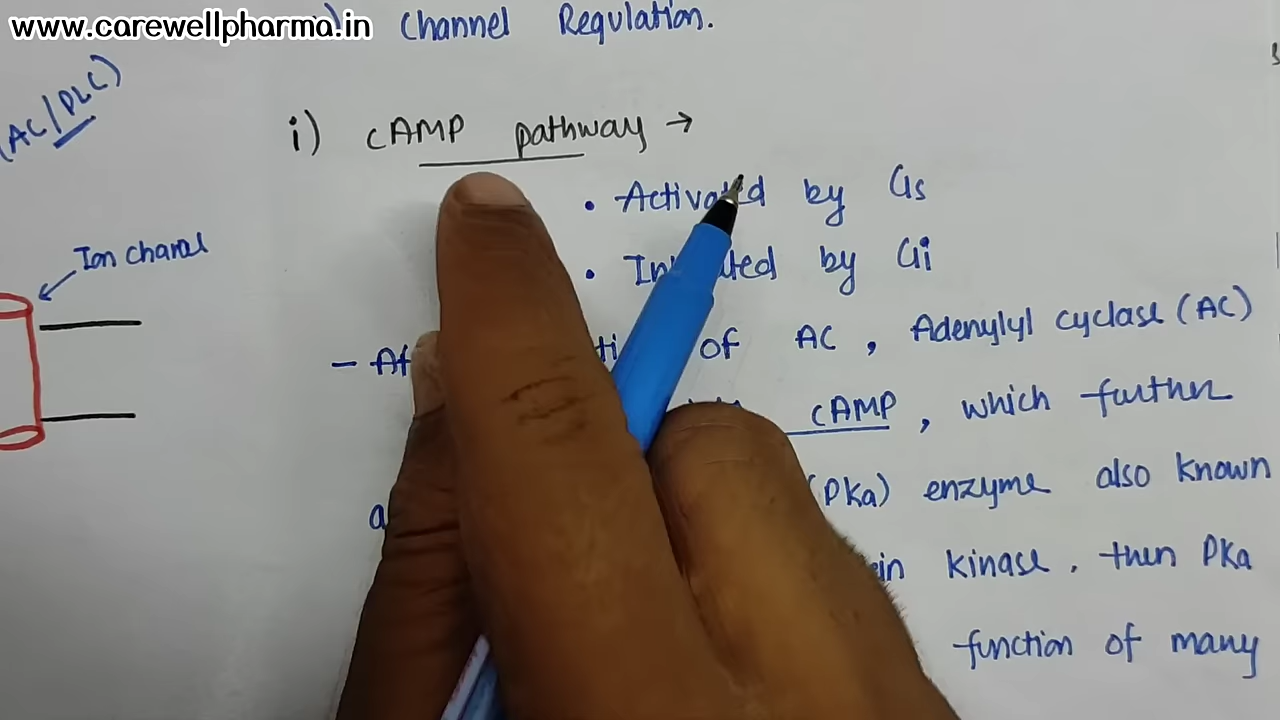 www.carewellpharma.in
Channel Regulation.
(AC/PLC)
i) cAMP pathway →
• Activated by Gs
Ion chanel
• by Gi
- of AC, Adenylyl cyclase (AC)
cAMP, which further
(PKa) enzyme also known
kinase, then PKa
function of many